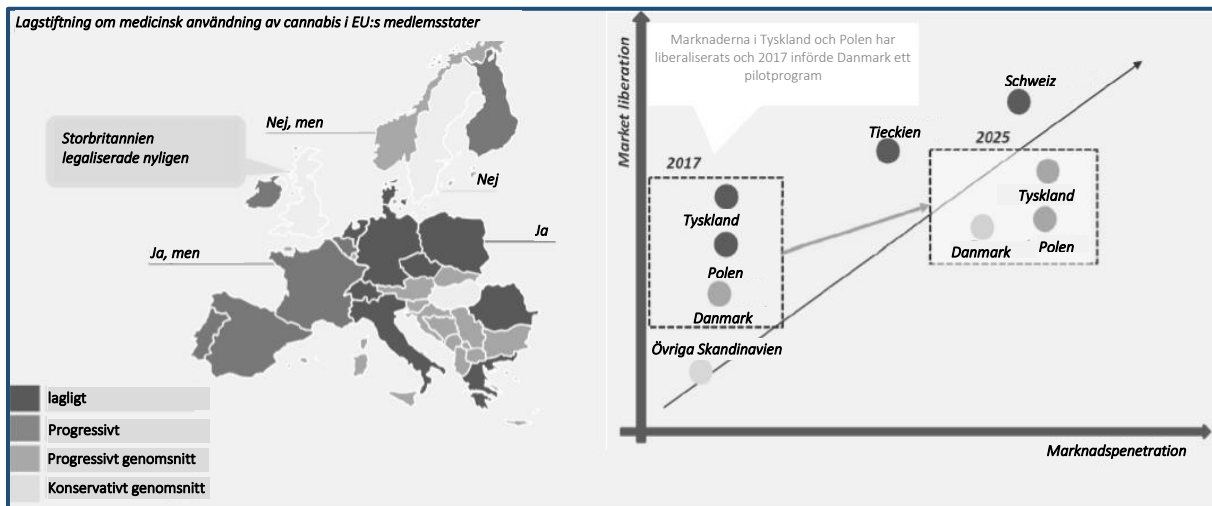 Lagstiftning om medicinsk användning av cannabis i EU:s medlemsstater
Storbritannien
legaliserade nyligen
Nej, men
Nej
Ja
Ja, men
lagligt
Progressivt
Progressivt genomsnitt
Konservativt genomsnitt
Market liberation
Marknaderna i Tyskland och Polen har
liberaliserats och 2017 införde Danmark ett
pilotprogram
2017
Tyskland
Polen
Danmark
Övriga Skandinavien
Tieckien
Schweiz
2025
Tyskland
Danmark
Polen
Marknadspenetration